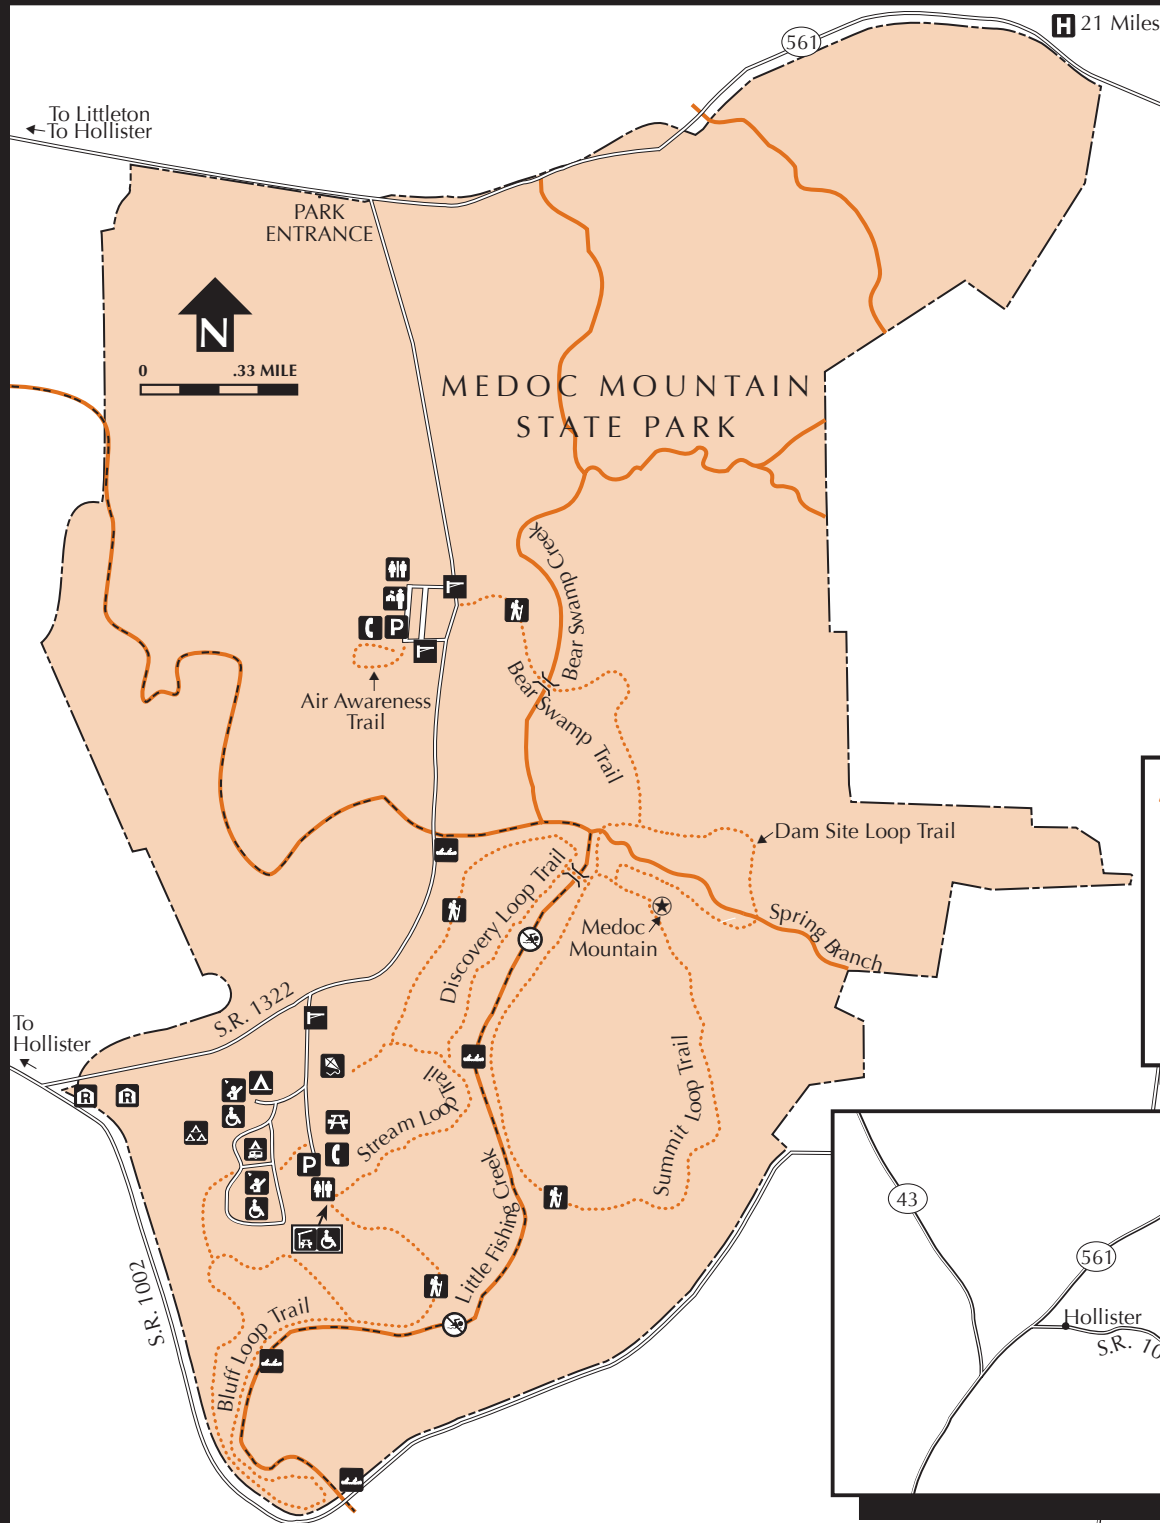 561
H 21 Miles
To Littleton
To Hollister
PARK
ENTRANCE
N
0 .33 MILE
MEDOC MOUNTAIN
STATE PARK
Bear Swamp Creek
P
Air Awareness
Trail
Bear Swamp Trail
Dam Site Loop Trail
Discovery Loop Trail
Medoc
Mountain
Spring Branch
S.R. 1322
To
Hollister
R R
Stream Loop Trail
Summit Loop Trail
P
Little Fishing Creek
S.R. 1002
Bluff Loop Trail
43
561
Hollister
S.R. 10